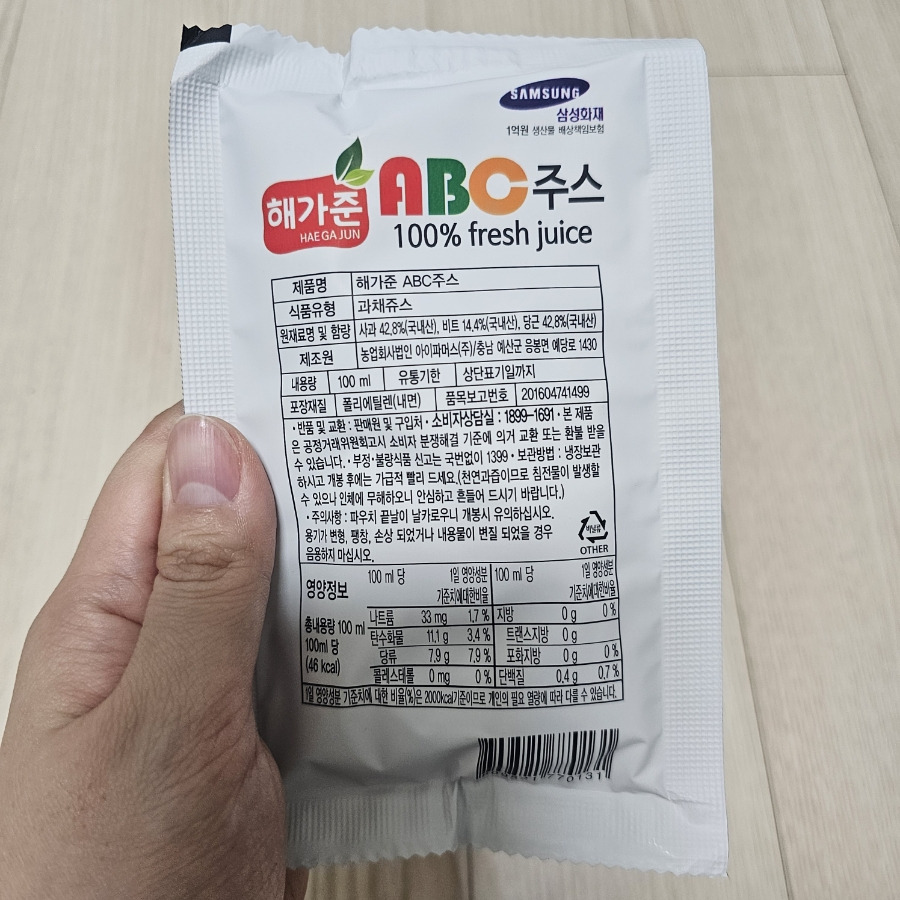 SAMSUNG
삼성화재
1억원 생산물 배상책임보험
해가준
HAE GA JUN
ABC주스
100% fresh juice
제품명 해가준 ABC주스
식품유형 과채쥬스
원재료명 및 함량 사과 42.8%(국내산), 비트 14.4%(국내산), 당근 42.8%(국내산)
제조원 농업회사법인 아이파머스(주)/충남 예산군 응봉면 예당로 1430
내용량 100 ml 유통기한 상단표기일까지
포장재질 폴리에틸렌(내면) 품목보고번호 201604741499
· 반품 및 교환 : 판매원 및 구입처 · 소비자상담실 : 1899-1691 · 본 제품
은 공정거래위원회고시 소비자 분쟁해결 기준에 의거 교환 또는 환불 받을
수 있습니다. · 부정·불량식품 신고는 국번없이 1399 · 보관방법 : 냉장보관
하시고 개봉 후에는 가급적 빨리 드세요.(천연과즙이므로 침전물이 발생할
수 있으나 인체에 무해하오니 안심하고 흔들어 드시기 바랍니다.)
· 주의사항 : 파우치 끝날이 날카로우니 개봉시 유의하십시오.
용기가 변형, 팽창, 손상 되었거나 내용물이 변질 되었을 경우
음용하지 마십시오.
비닐류
OTHER
영양정보
총내용량 100 ml
100ml 당
(46 kcal)
100 ml 당 1일 영양성분 기준치에대한비율 100 ml 당 1일 영양성분 기준치에대한비율
나트륨 33 mg 1.7 % 지방 0 g 0 %
탄수화물 11.1 g 3.4 % 트랜스지방 0 g
당류 7.9 g 7.9 % 포화지방 0 g 0 %
콜레스테롤 0 mg 0 % 단백질 0.4 g 0.7 %
1일 영양성분 기준치에 대한 비율(%)은 2000kcal기준이므로 개인의 필요 열량에 따라 다를 수 있습니다.
770131